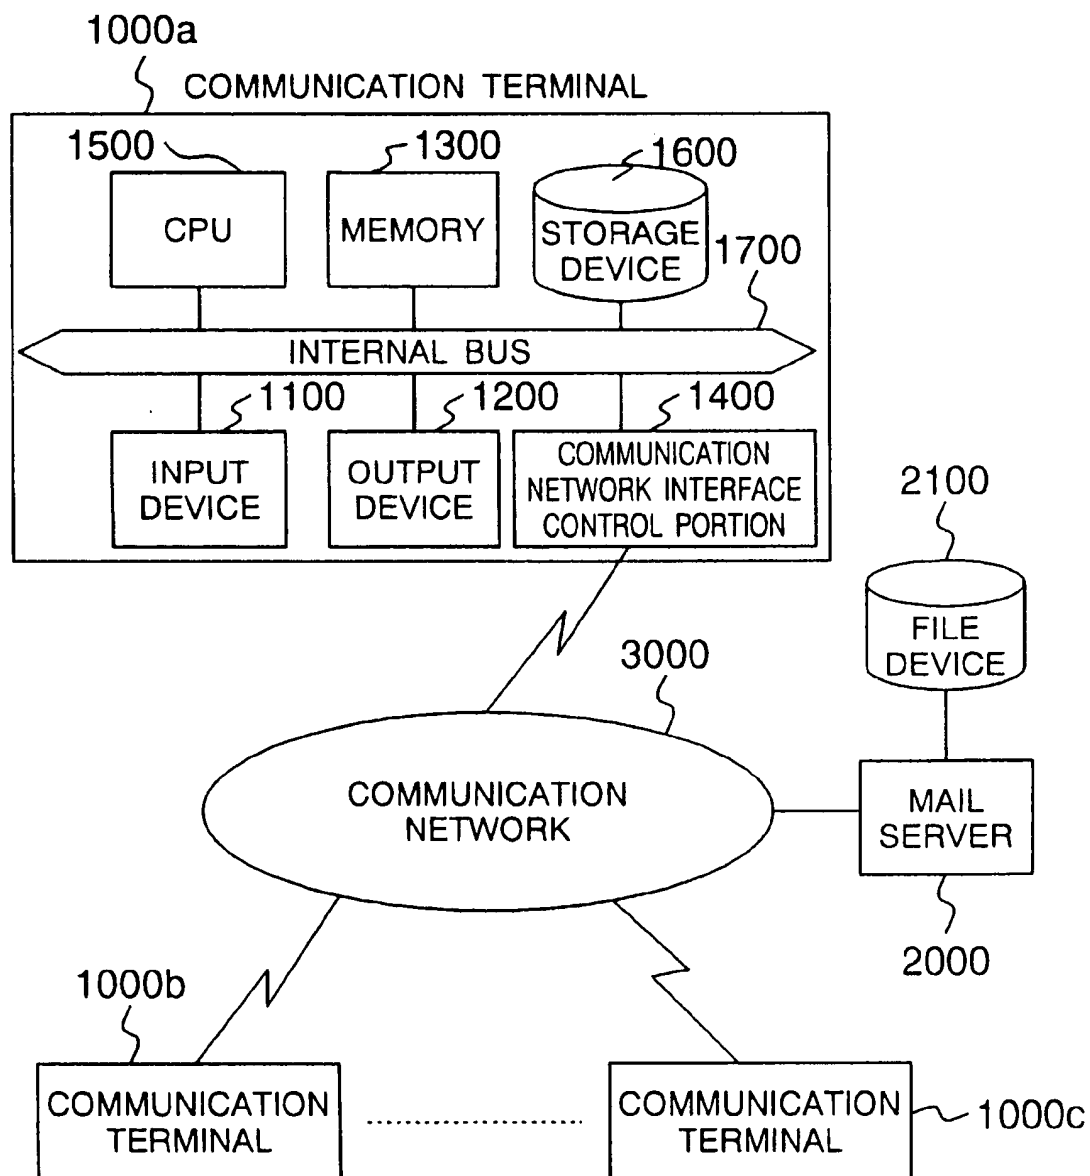 1000a
COMMUNICATION TERMINAL
1500
1300
1600
CPU
MEMORY
STORAGE
DEVICE
1700
INTERNAL BUS
1100
1200
1400
INPUT
DEVICE
OUTPUT
DEVICE
COMMUNICATION
NETWORK INTERFACE
CONTROL PORTION
2100
FILE
DEVICE
3000
COMMUNICATION
NETWORK
MAIL
SERVER
2000
1000b
COMMUNICATION
TERMINAL
COMMUNICATION
TERMINAL
1000c